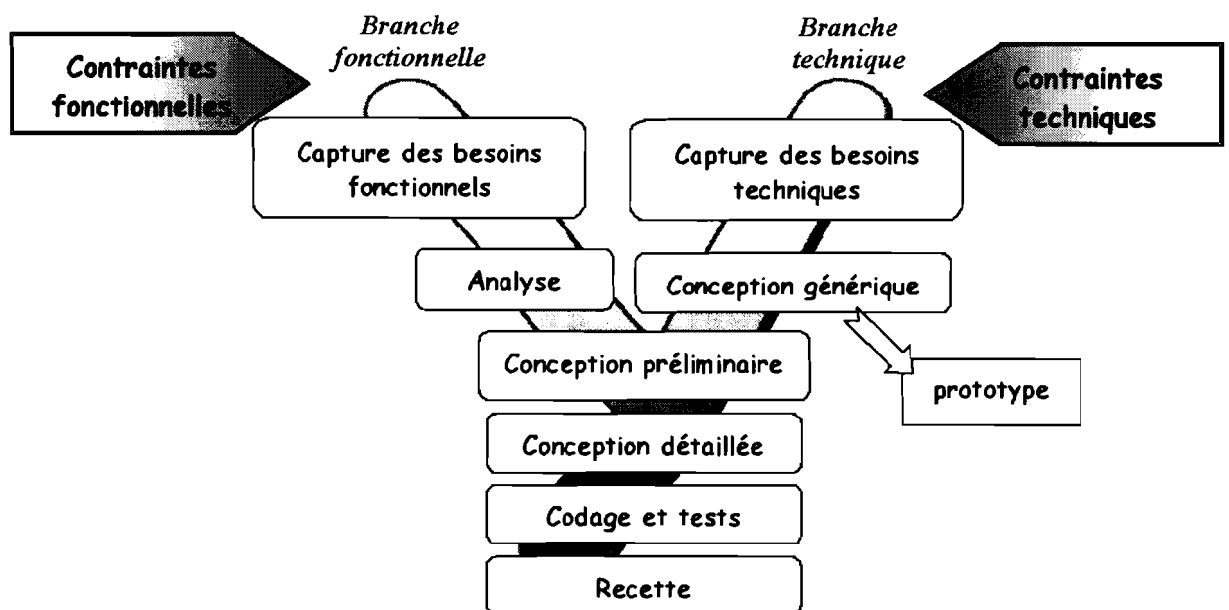 Branche
fonctionnelle
Branche
technique
Contraintes
fonctionnelles
Contraintes
techniques
Capture des besoins
fonctionnels
Capture des besoins
techniques
Analyse
Conception générique
Conception préliminaire
prototype
Conception détaillée
Codage et tests
Recette